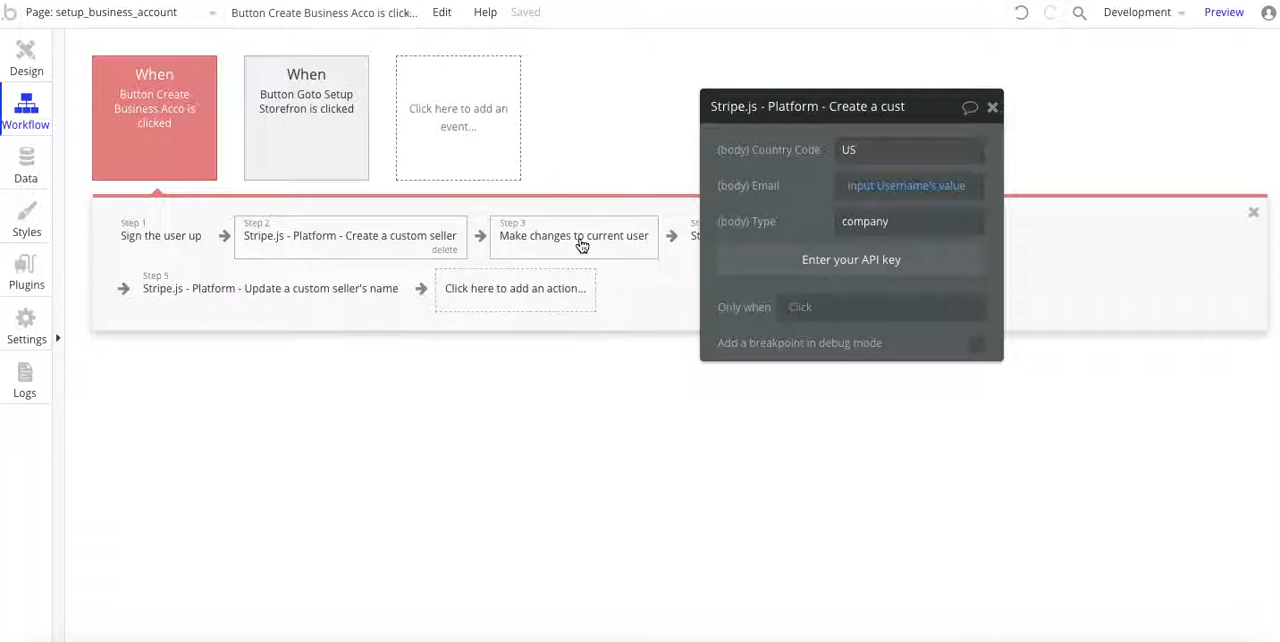 b Page: setup_business_account Button Create Business Acco is click... Edit Help Saved Development Preview
Design
Workflow
Data
Styles
Plugins
Settings
Logs
When
Button Create
Business Acco is
clicked
When
Button Goto Setup
Storefron is clicked
Click here to add an
event...
Step 1
Sign the user up
Step 2
Stripe.js - Platform - Create a custom seller
delete
Step 3
Make changes to current user
St
St
Step 5
Stripe.js - Platform - Update a custom seller's name
Click here to add an action...
Stripe.js - Platform - Create a cust
(body) Country Code US
(body) Email Input Username's value
(body) Type company
Enter your API key
Only when Click
Add a breakpoint in debug mode